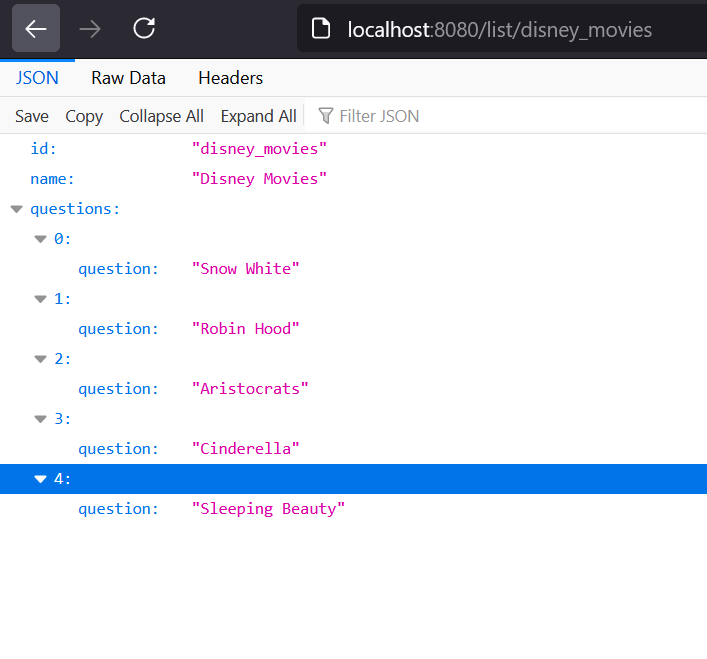 localhost:8080/list/disney_movies
JSON Raw Data Headers
Save Copy Collapse All Expand All Filter JSON
id: "disney_movies"
name: "Disney Movies"
questions:
0:
question: "Snow White"
1:
question: "Robin Hood"
2:
question: "Aristocrats"
3:
question: "Cinderella"
4:
question: "Sleeping Beauty"